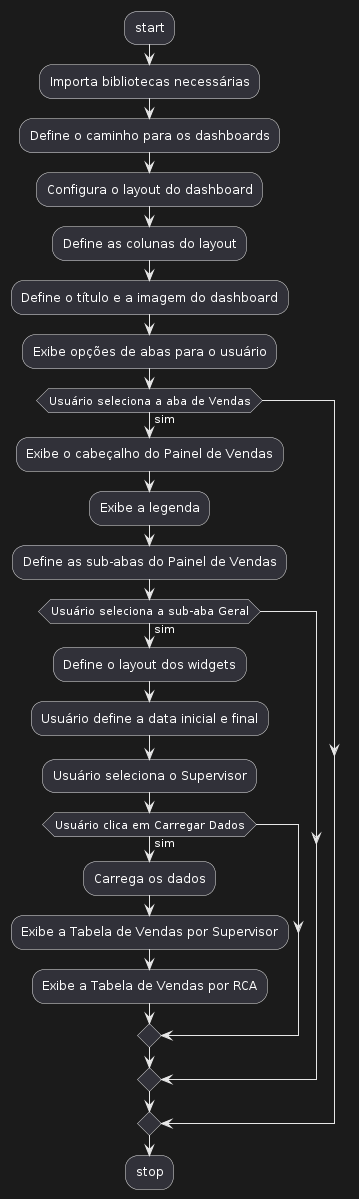 start
Importa bibliotecas necessárias
Define o caminho para os dashboards
Configura o layout do dashboard
Define as colunas do layout
Define o título e a imagem do dashboard
Exibe opções de abas para o usuário
Usuário seleciona a aba de Vendas
sim
Exibe o cabeçalho do Painel de Vendas
Exibe a legenda
Define as sub-abas do Painel de Vendas
Usuário seleciona a sub-aba Geral
sim
Define o layout dos widgets
Usuário define a data inicial e final
Usuário seleciona o Supervisor
Usuário clica em Carregar Dados
sim
Carrega os dados
Exibe a Tabela de Vendas por Supervisor
Exibe a Tabela de Vendas por RCA
stop